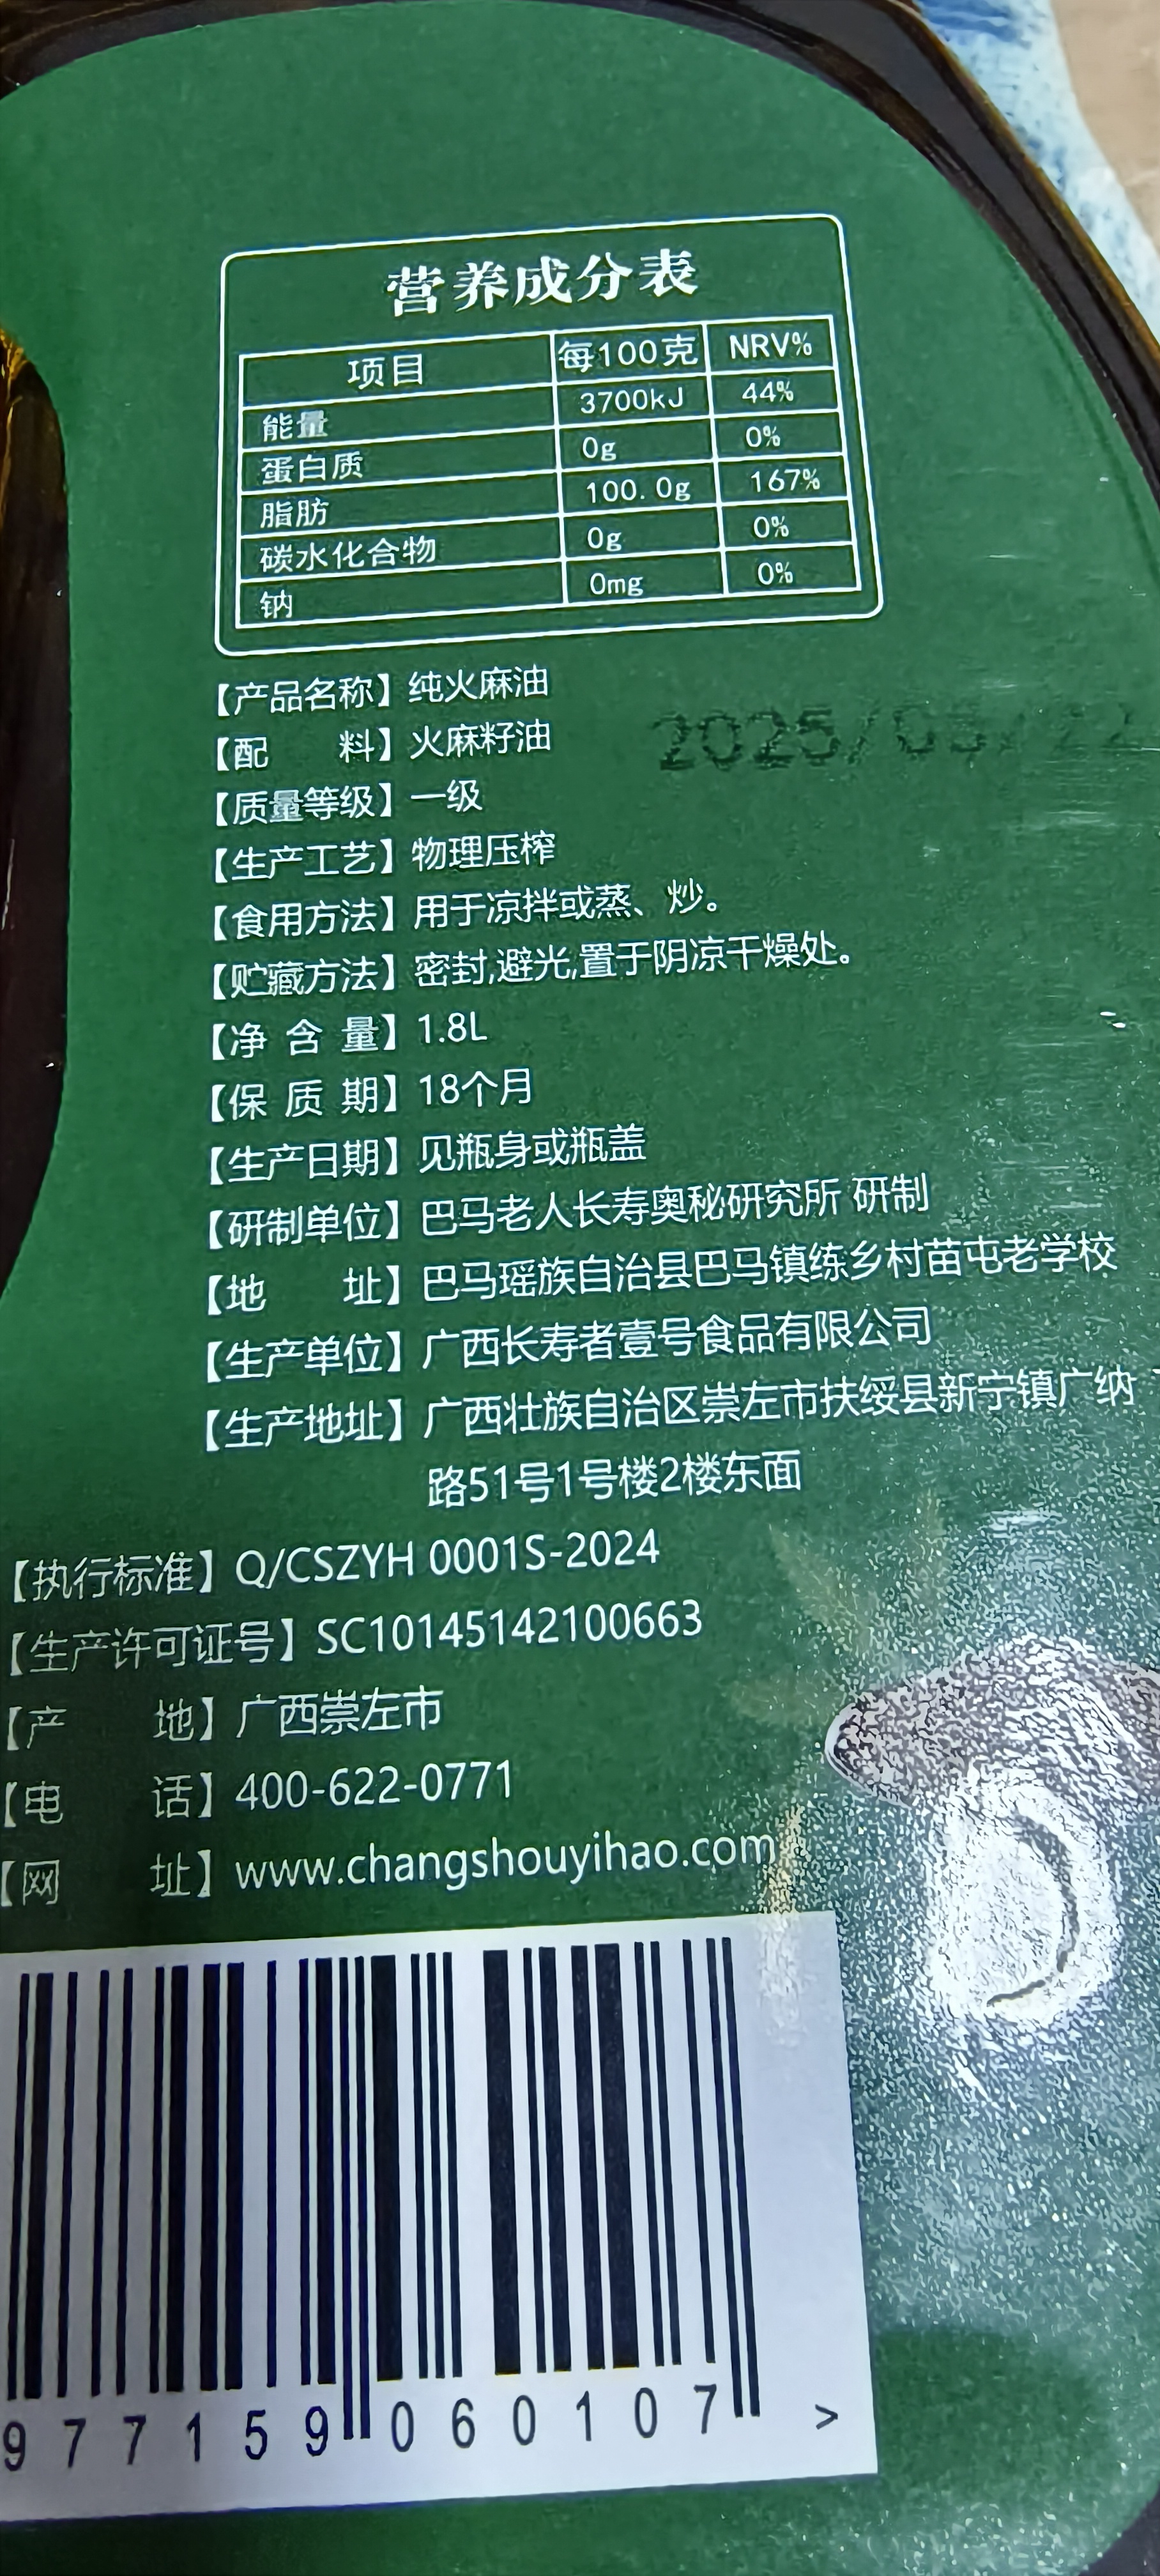 营养成分表
项目 每100克 NRV%
能量 3700kJ 44%
蛋白质 0g 0%
脂肪 100.0g 167%
碳水化合物 0g 0%
钠 0mg 0%
【产品名称】纯火麻油
【配 料】火麻籽油
【质量等级】一级
【生产工艺】物理压榨
【食用方法】用于凉拌或蒸、炒。
【贮藏方法】密封,避光,置于阴凉干燥处。
【净 含 量】1.8L
【保 质 期】18个月
【生产日期】见瓶身或瓶盖
【研制单位】巴马老人长寿奥秘研究所 研制
【地 址】巴马瑶族自治县巴马镇练乡村苗屯老学校
【生产单位】广西长寿者壹号食品有限公司
【生产地址】广西壮族自治区崇左市扶绥县新宁镇广纳
路51号1号楼2楼东面
【执行标准】Q/CSZYH 0001S-2024
【生产许可证号】SC10145142100663
【产 地】广西崇左市
【电 话】400-622-0771
【网 址】www.changshouyihao.com
977159 060107 >
2025/